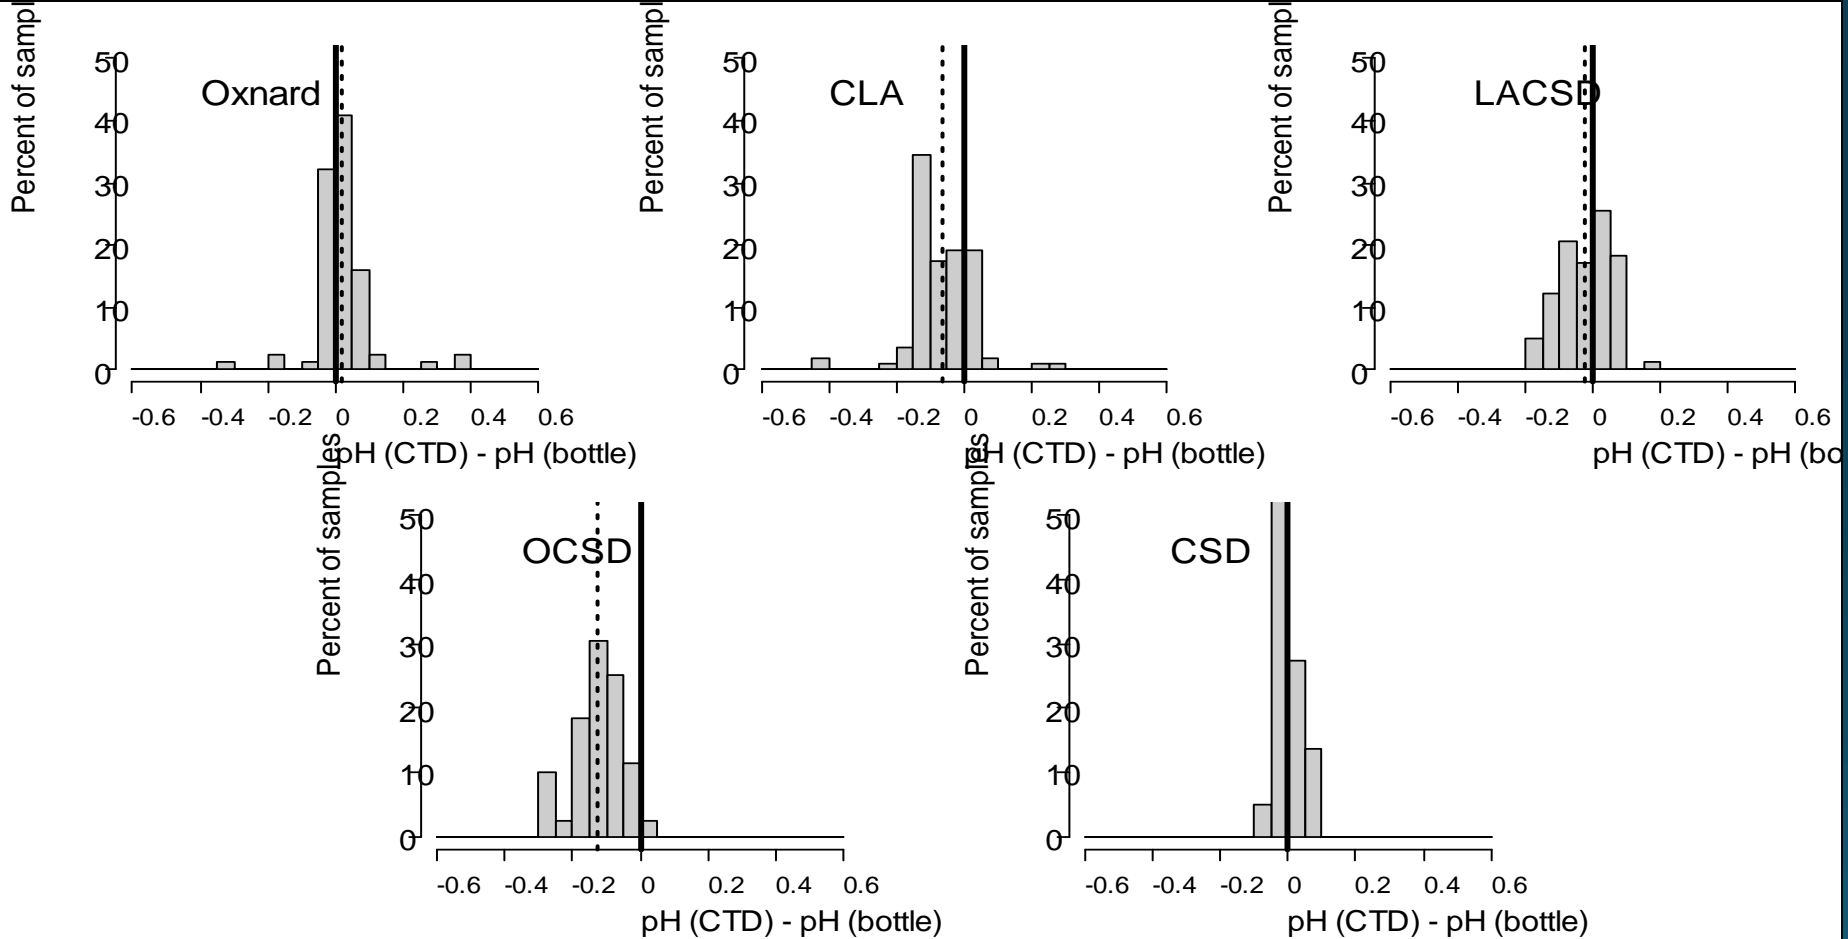 Percent of sampl
50
40
30
20
10
0
Oxnard
-0.6 -0.4 -0.2 0 0.2 0.4 0.6
pH (CTD) - pH (bottle)
Percent of sampl
50
40
30
20
10
0
CLA
-0.6 -0.4 -0.2 0 0.2 0.4 0.6
pH (CTD) - pH (bottle)
Percent of sampl
50
40
30
20
10
0
LACSD
-0.6 -0.4 -0.2 0 0.2 0.4 0.6
pH (CTD) - pH (bo
Percent of samples
50
40
30
20
10
0
OCSD
-0.6 -0.4 -0.2 0 0.2 0.4 0.6
pH (CTD) - pH (bottle)
Percent of samples
50
40
30
20
10
0
CSD
-0.6 -0.4 -0.2 0 0.2 0.4 0.6
pH (CTD) - pH (bottle)